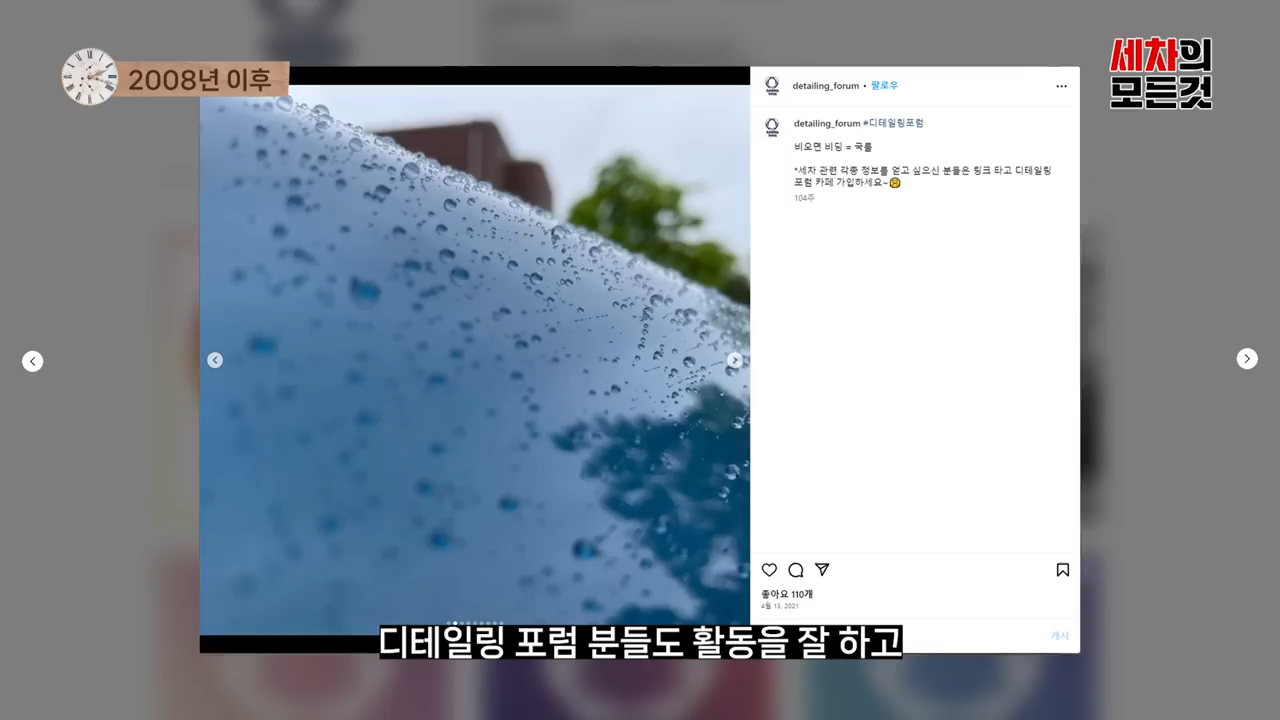 2008년 이후
세차의
모든것
detailing_forum • 팔로우
detailing_forum #디테일링포럼
비오면 비딩 = 국룰
*세차 관련 각종 정보를 얻고 싶으신 분들은 링크 타고 디테일링
포럼 카페 가입하세요~
104주
좋아요 110개
4월 13, 2021
게시
디테일링 포럼 분들도 활동을 잘 하고